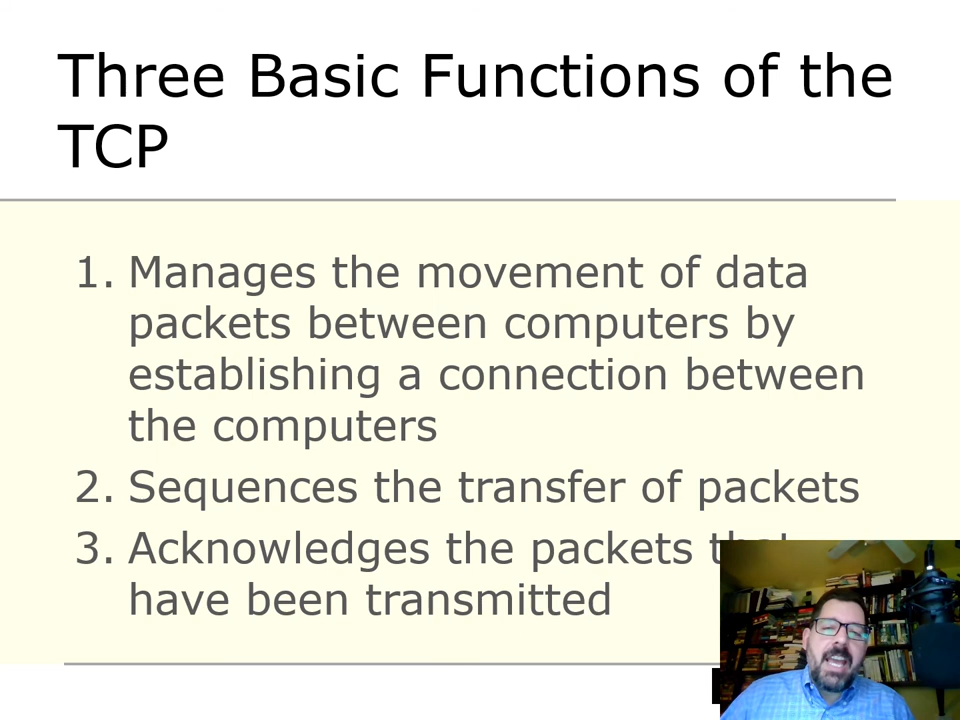 Three Basic Functions of the
TCP
1. Manages the movement of data
packets between computers by
establishing a connection between
the computers
2. Sequences the transfer of packets
3. Acknowledges the packets that
have been transmitted